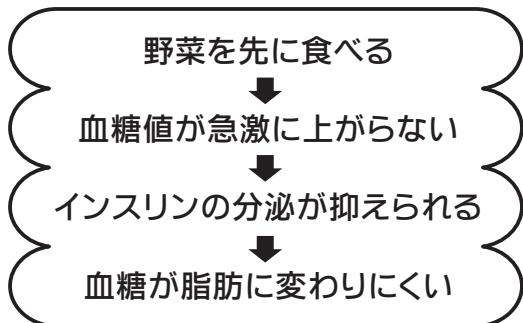 野菜を先に食べる
血糖値が急激に上がらない
インスリンの分泌が抑えられる
血糖が脂肪に変わりにくい